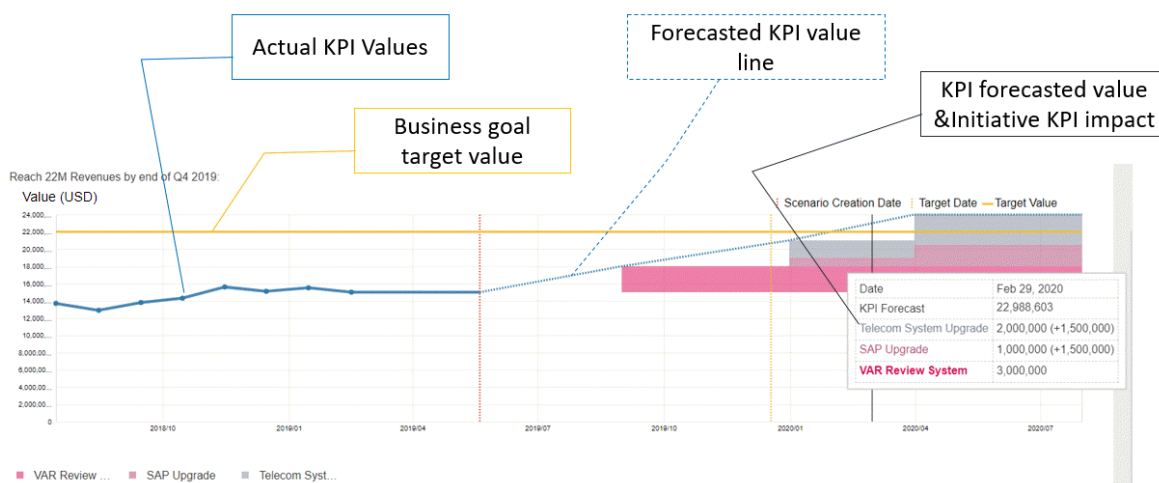 Actual KPI Values
Forecasted KPI value
line
KPI forecasted value
&Initiative KPI impact
Business goal
target value
Reach 22M Revenues by end of Q4 2019:
Value (USD)
Scenario Creation Date Target Date Target Value
24,000,...
22,000,...
20,000,...
18,000,...
16,000,...
14,000,...
12,000,...
10,000,...
8,000,00...
6,000,00...
4,000,00...
2,000,00...
0
2018/10 2019/01 2019/04 2019/07 2019/10 2020/01 2020/04 2020/07
Date Feb 29, 2020
KPI Forecast 22,988,603
Telecom System Upgrade 2,000,000 (+1,500,000)
SAP Upgrade 1,000,000 (+1,500,000)
VAR Review System 3,000,000
VAR Review ... SAP Upgrade Telecom Syst...